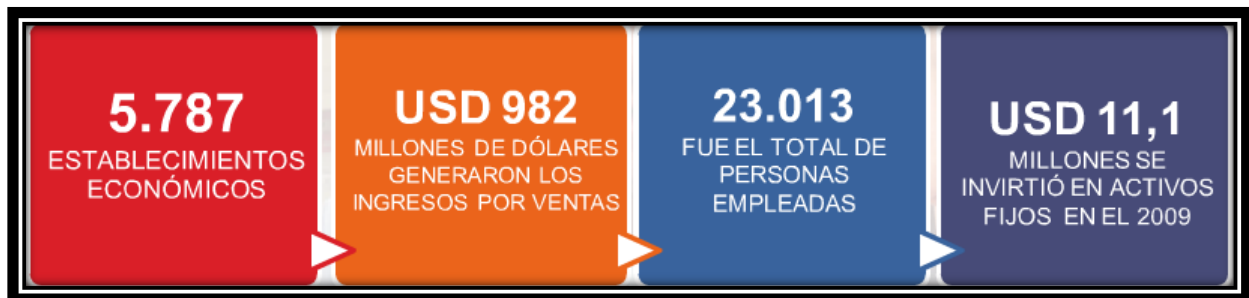 5.787
ESTABLECIMIENTOS
ECONÓMICOS
USD 982
MILLONES DE DÓLARES
GENERARON LOS
INGRESOS POR VENTAS
23.013
FUE EL TOTAL DE
PERSONAS
EMPLEADAS
USD 11,1
MILLONES SE
INVIRTIÓ EN ACTIVOS
FIJOS EN EL 2009